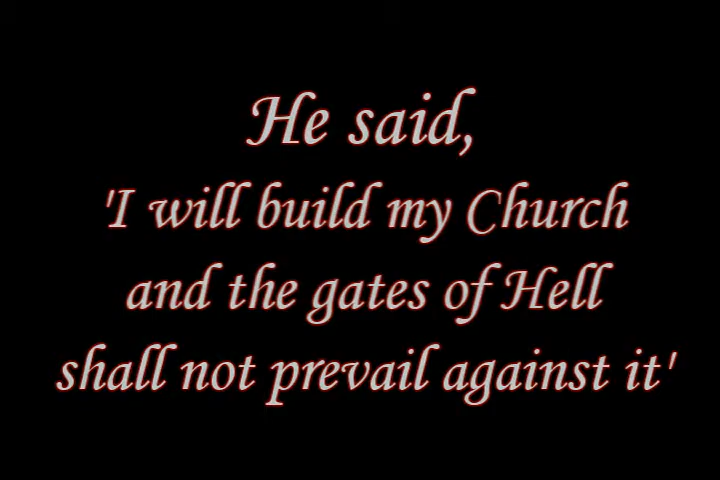 He said,
'I will build my Church
and the gates of Hell
shall not prevail against it'